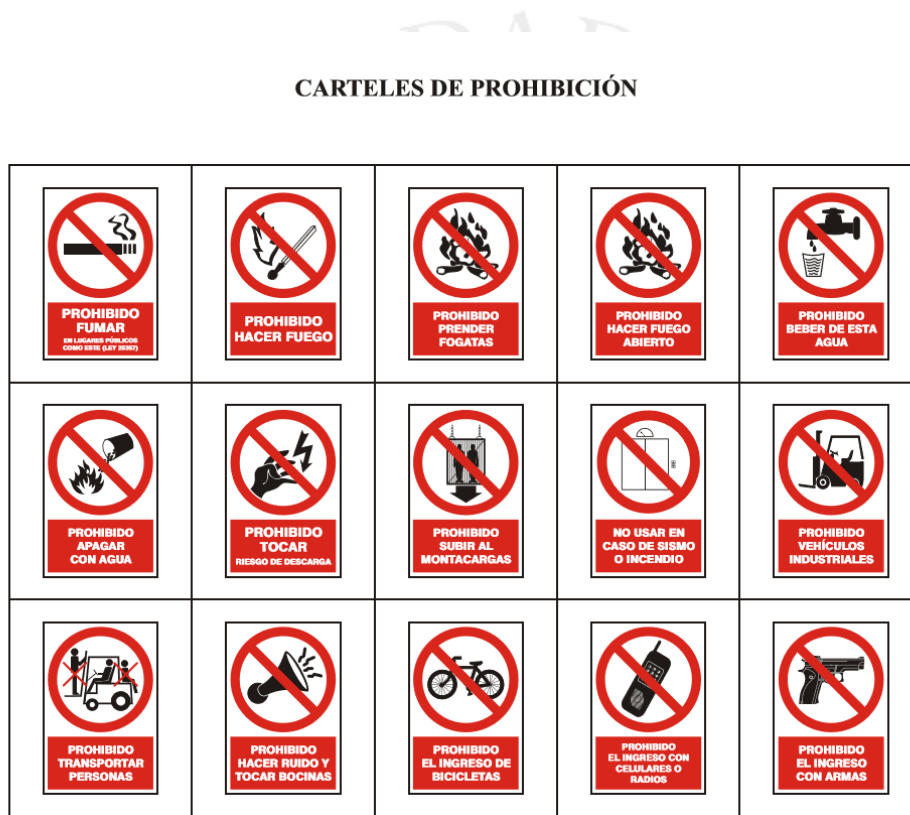 CARTELES DE PROHIBICIÓN
PROHIBIDO
FUMAR
EN LUGARES PÚBLICOS
COMO ESTE (LEY 28357)
PROHIBIDO
HACER FUEGO
PROHIBIDO
PRENDER
FOGATAS
PROHIBIDO
HACER FUEGO
ABIERTO
PROHIBIDO
BEBER DE ESTA
AGUA
PROHIBIDO
APAGAR
CON AGUA
PROHIBIDO
TOCAR
RIESGO DE DESCARGA
PROHIBIDO
SUBIR AL
MONTACARGAS
NO USAR EN
CASO DE SISMO
O INCENDIO
PROHIBIDO
VEHÍCULOS
INDUSTRIALES
PROHIBIDO
TRANSPORTAR
PERSONAS
PROHIBIDO
HACER RUIDO Y
TOCAR BOCINAS
PROHIBIDO
EL INGRESO DE
BICICLETAS
PROHIBIDO
EL INGRESO CON
CELULARES O
RADIOS
PROHIBIDO
EL INGRESO
CON ARMAS